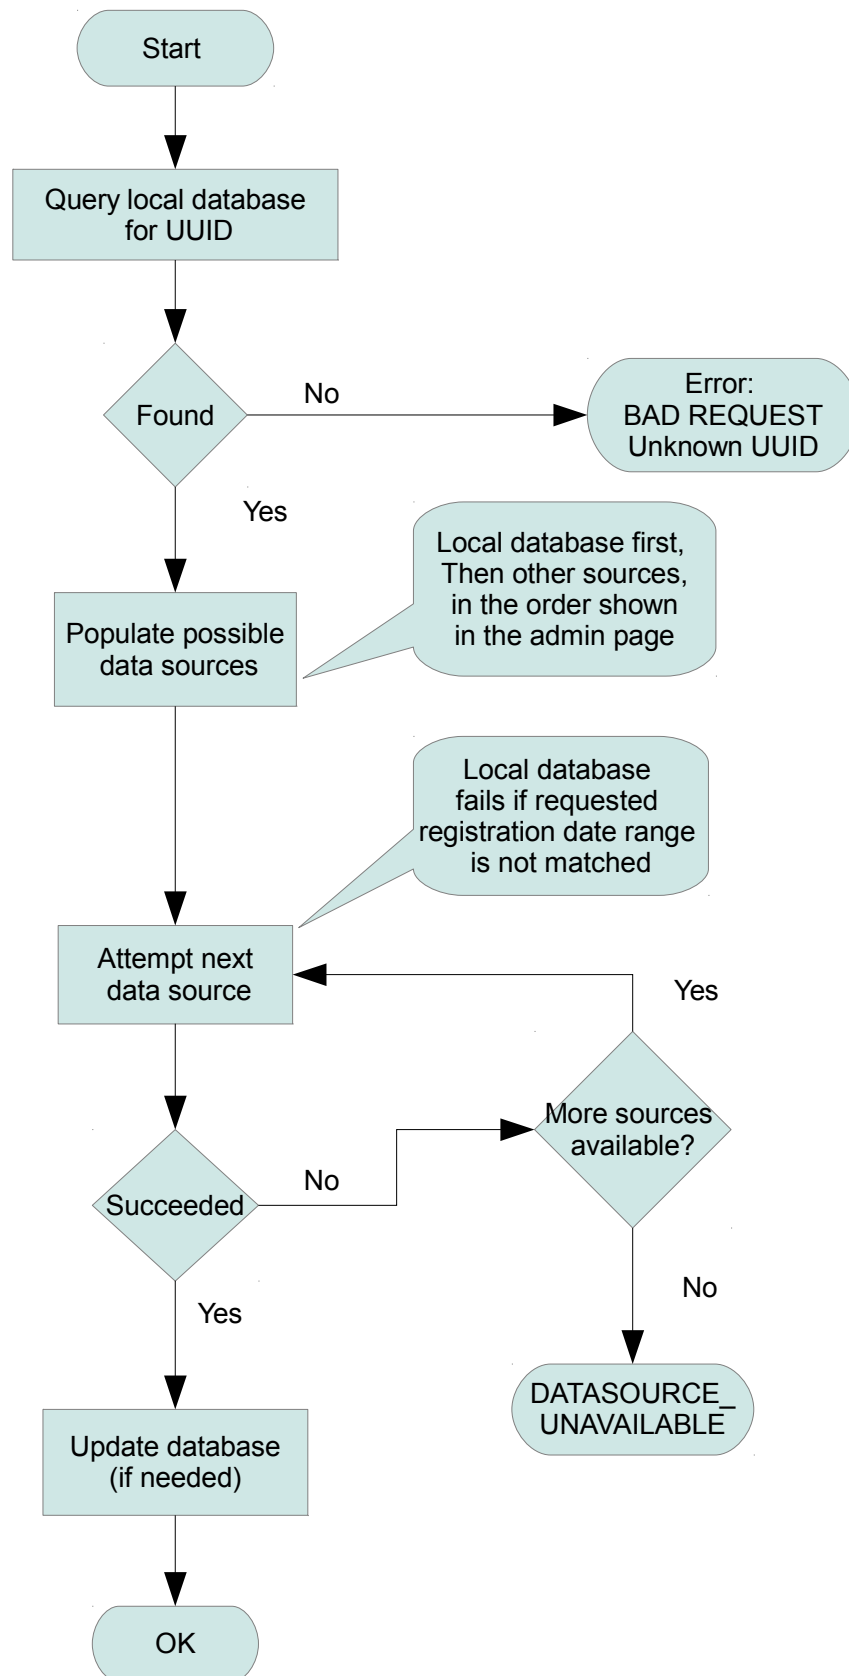 Start
Query local database
for UUID
Found
No
Error:
BAD REQUEST
Unknown UUID
Yes
Local database first,
Then other sources,
in the order shown
in the admin page
Populate possible
data sources
Local database
fails if requested
registration date range
is not matched
Attempt next
data source
Yes
More sources
available?
No
Succeeded
Yes
No
DATASOURCE_
UNAVAILABLE
Update database
(if needed)
OK